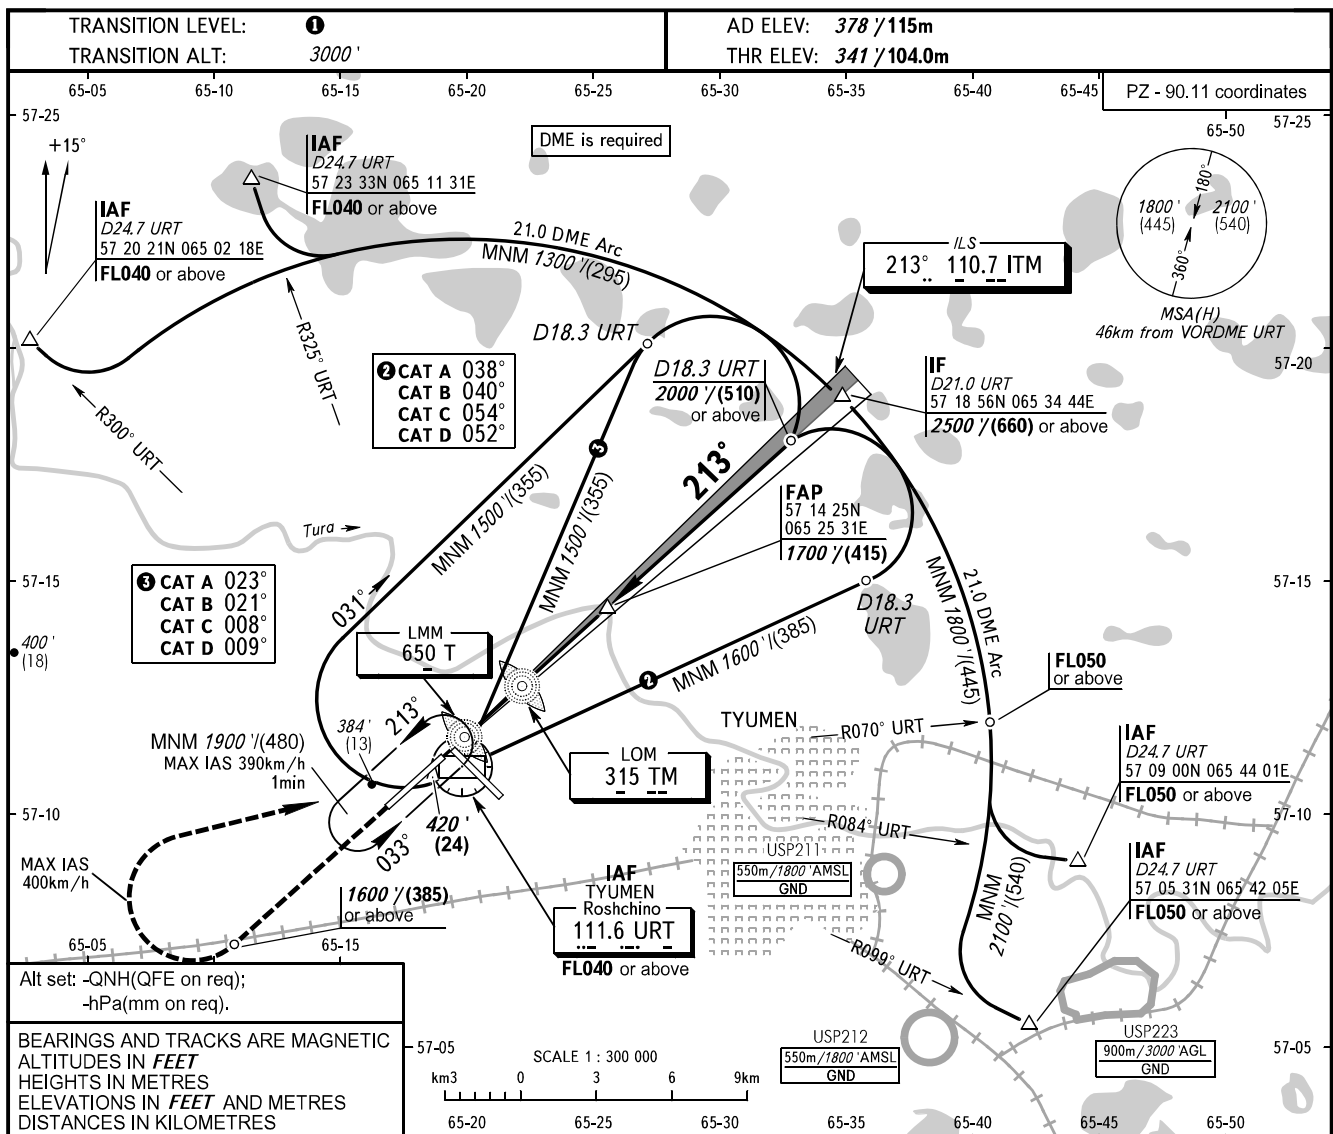 TRANSITION LEVEL: ❶
TRANSITION ALT: 3000 '
AD ELEV: 378 '/115m
THR ELEV: 341 '/104.0m
65-05 65-10 65-15 65-20 65-25 65-30 65-35 65-40 65-45
PZ - 90.11 coordinates
57-25
65-50
57-25
+15°
DME is required
IAF
D24.7 URT
57 23 33N 065 11 31E
FL040 or above
IAF
D24.7 URT
57 20 21N 065 02 18E
FL040 or above
180°
1800 '
(445)
2100 '
(540)
360°
MSA(H)
46km from VORDME URT
21.0 DME Arc
MNM 1300 '/(295)
ILS
213° 110.7 ITM
R325° URT
R300° URT
D18.3 URT
57-20
❷ CAT A 038°
CAT B 040°
CAT C 054°
CAT D 052°
D18.3 URT
2000 '/(510)
or above
IF
D21.0 URT
57 18 56N 065 34 44E
2500 '/(660) or above
❸
213°
FAP
57 14 25N
065 25 31E
1700 '/(415)
MNM 1500 '/(355)
MNM 1500 '/(355)
Tura
57-15
57-15
❸ CAT A 023°
CAT B 021°
CAT C 008°
CAT D 009°
031°
D18.3
URT
MNM 1800 '/(445)
21.0 DME Arc
400 '
(18)
LMM
650 T
MNM 1600 '/(385)
❷
FL050
or above
TYUMEN
R070° URT
213°
384 '
(13)
MNM 1900 '/(480)
MAX IAS 390km/h
1min
LOM
315 TM
IAF
D24.7 URT
57 09 00N 065 44 01E
FL050 or above
57-10
57-10
420 '
(24)
033°
R084° URT
USP211
550m/1800 'AMSL
GND
MAX IAS
400km/h
1600 '/(385)
or above
IAF
TYUMEN
Roshchino
111.6 URT
FL040 or above
IAF
D24.7 URT
57 05 31N 065 42 05E
FL050 or above
MNM
2100 '/(540)
R099° URT
65-05
65-15
Alt set: -QNH(QFE on req);
-hPa(mm on req).
BEARINGS AND TRACKS ARE MAGNETIC
ALTITUDES IN FEET
HEIGHTS IN METRES
ELEVATIONS IN FEET AND METRES
DISTANCES IN KILOMETRES
57-05
57-05
SCALE 1 : 300 000
km3 0 3 6 9km
USP212
550m/1800 'AMSL
GND
USP223
900m/3000 'AGL
GND
65-20 65-25 65-30 65-35 65-40 65-45 65-50